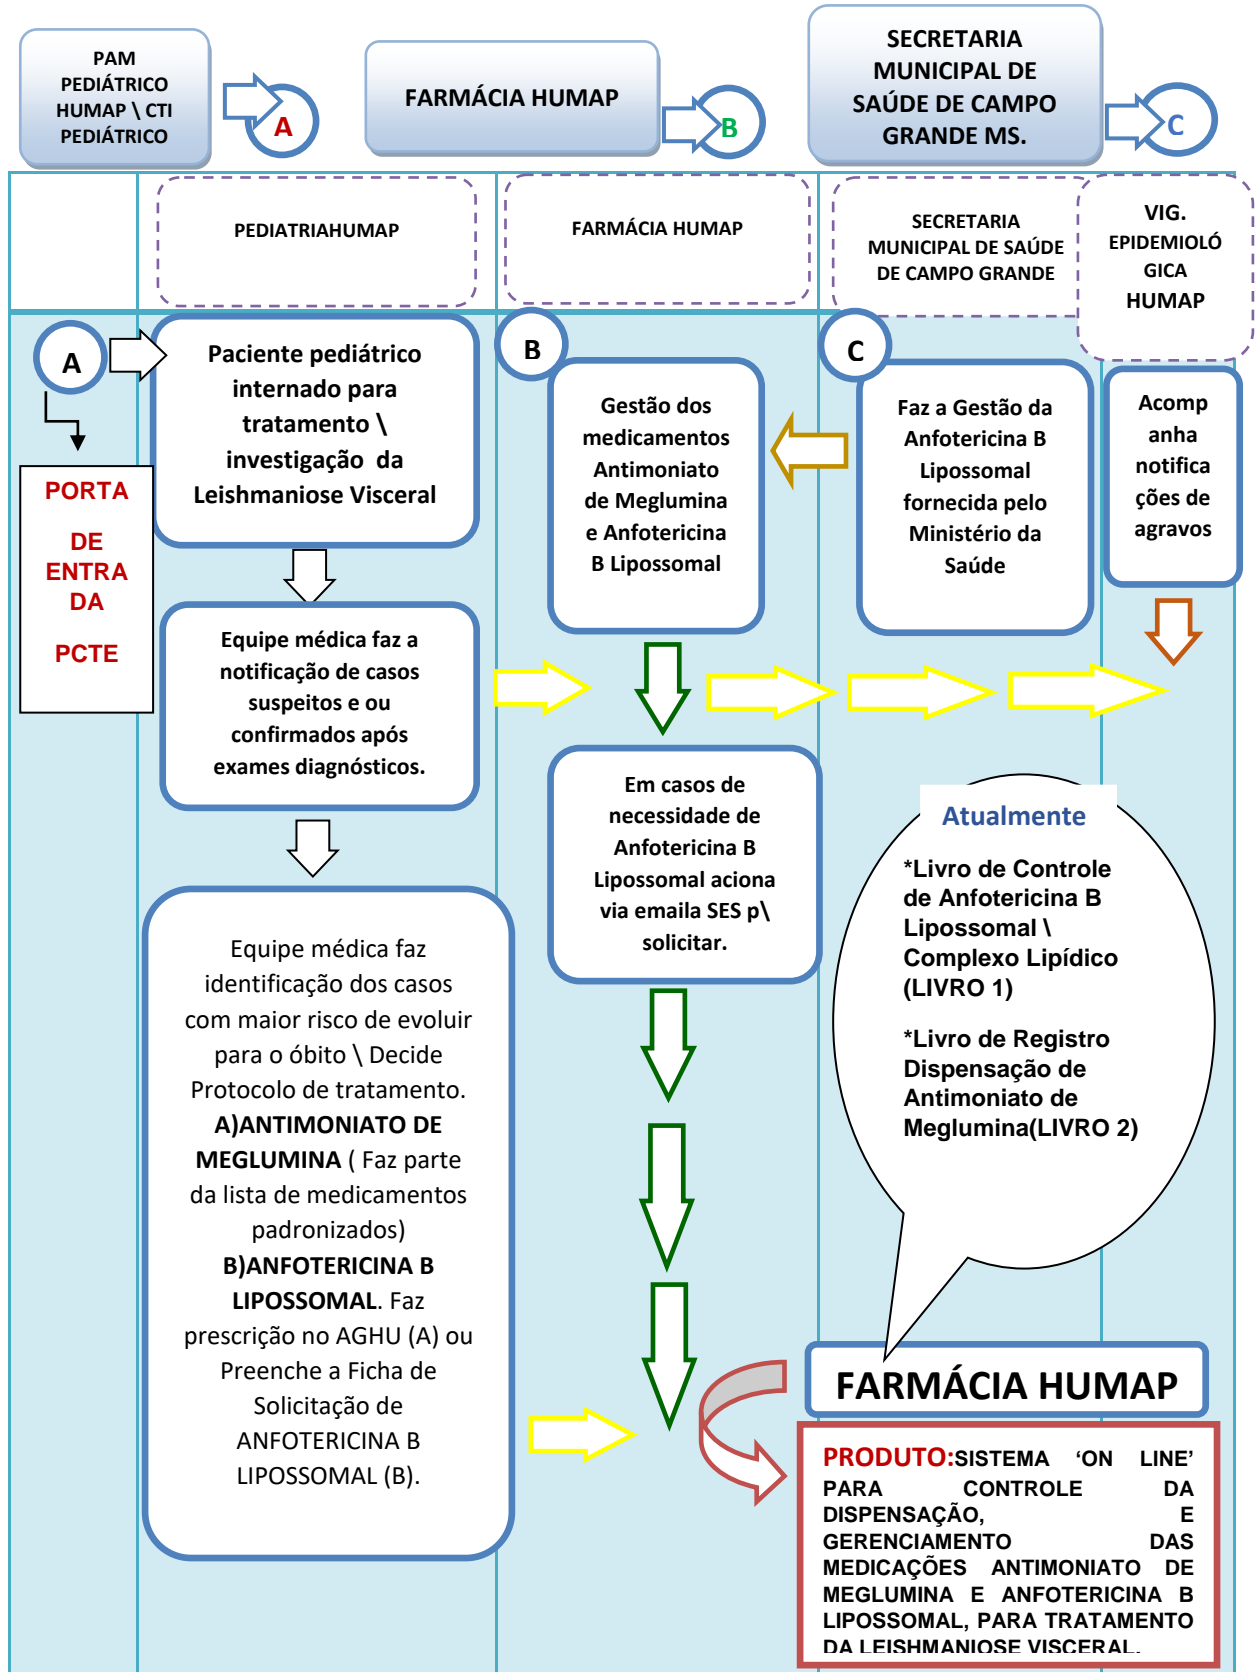 PAM
PEDIÁTRICO
HUMAP \ CTI
PEDIÁTRICO
A
FARMÁCIA HUMAP
B
SECRETARIA
MUNICIPAL DE
SAÚDE DE CAMPO
GRANDE MS.
C
PEDIATRIAHUMAP
FARMÁCIA HUMAP
SECRETARIA
MUNICIPAL DE SAÚDE
DE CAMPO GRANDE
VIG.
EPIDEMIOLÓ
GICA
HUMAP
A
PORTA
DE
ENTRA
DA
PCTE
Paciente pediátrico
internado para
tratamento \
investigação da
Leishmaniose Visceral
Equipe médica faz a
notificação de casos
suspeitos e ou
confirmados após
exames diagnósticos.
Equipe médica faz
identificação dos casos
com maior risco de evoluir
para o óbito \ Decide
Protocolo de tratamento.
A)ANTIMONIATO DE
MEGLUMINA ( Faz parte
da lista de medicamentos
padronizados)
B)ANFOTERICINA B
LIPOSSOMAL. Faz
prescrição no AGHU (A) ou
Preenche a Ficha de
Solicitação de
ANFOTERICINA B
LIPOSSOMAL (B).
B
Gestão dos
medicamentos
Antimoniato
de Meglumina
e Anfotericina
B Lipossomal
Em casos de
necessidade de
Anfotericina B
Lipossomal aciona
via emaila SES p\
solicitar.
C
Faz a Gestão da
Anfotericina B
Lipossomal
fornecida pelo
Ministério da
Saúde
Acomp
anha
notifica
ções de
agravos
Atualmente
*Livro de Controle
de Anfotericina B
Lipossomal \
Complexo Lipídico
(LIVRO 1)
*Livro de Registro
Dispensação de
Antimoniato de
Meglumina(LIVRO 2)
FARMÁCIA HUMAP
PRODUTO:SISTEMA ‘ON LINE’
PARA CONTROLE DA
DISPENSAÇÃO, E
GERENCIAMENTO DAS
MEDICAÇÕES ANTIMONIATO DE
MEGLUMINA E ANFOTERICINA B
LIPOSSOMAL, PARA TRATAMENTO
DA LEISHMANIOSE VISCERAL.